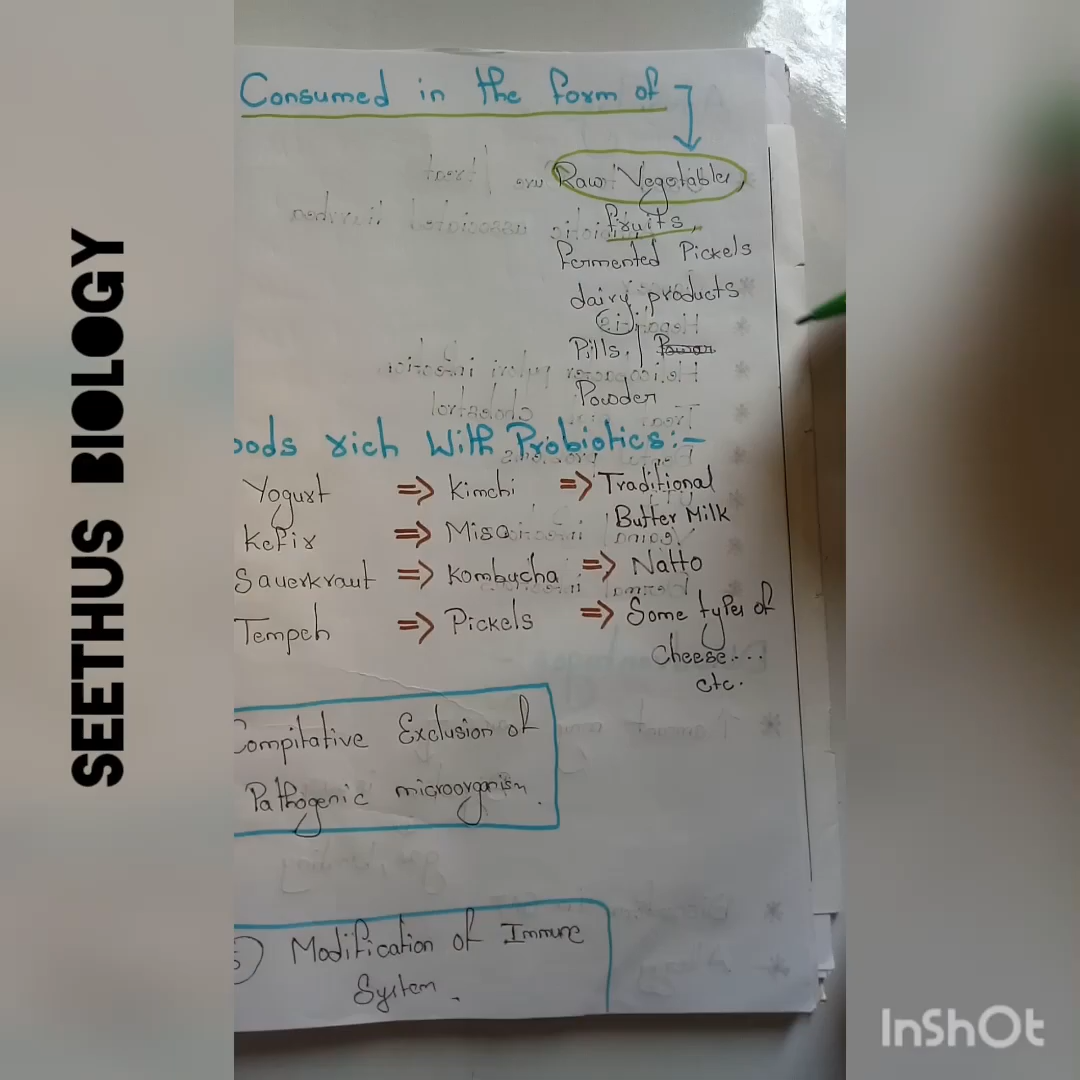 SEETHUS BIOLOGY
Consumed in the form of
Raw Vegetables,
fruits,
Fermented Pickels
dairy products
Pills, /
Powder
oods rich With Probiotics:-
Yogurt => Kimchi => Traditional
Butter Milk
Kefir => Miso
Sauerkraut => Kombucha => Natto
Tempeh => Pickels => Some types of
cheese....
etc.
Compitative Exclusion of
Pathogenic microorganism.
5) Modification of Immune
System.
InShOt